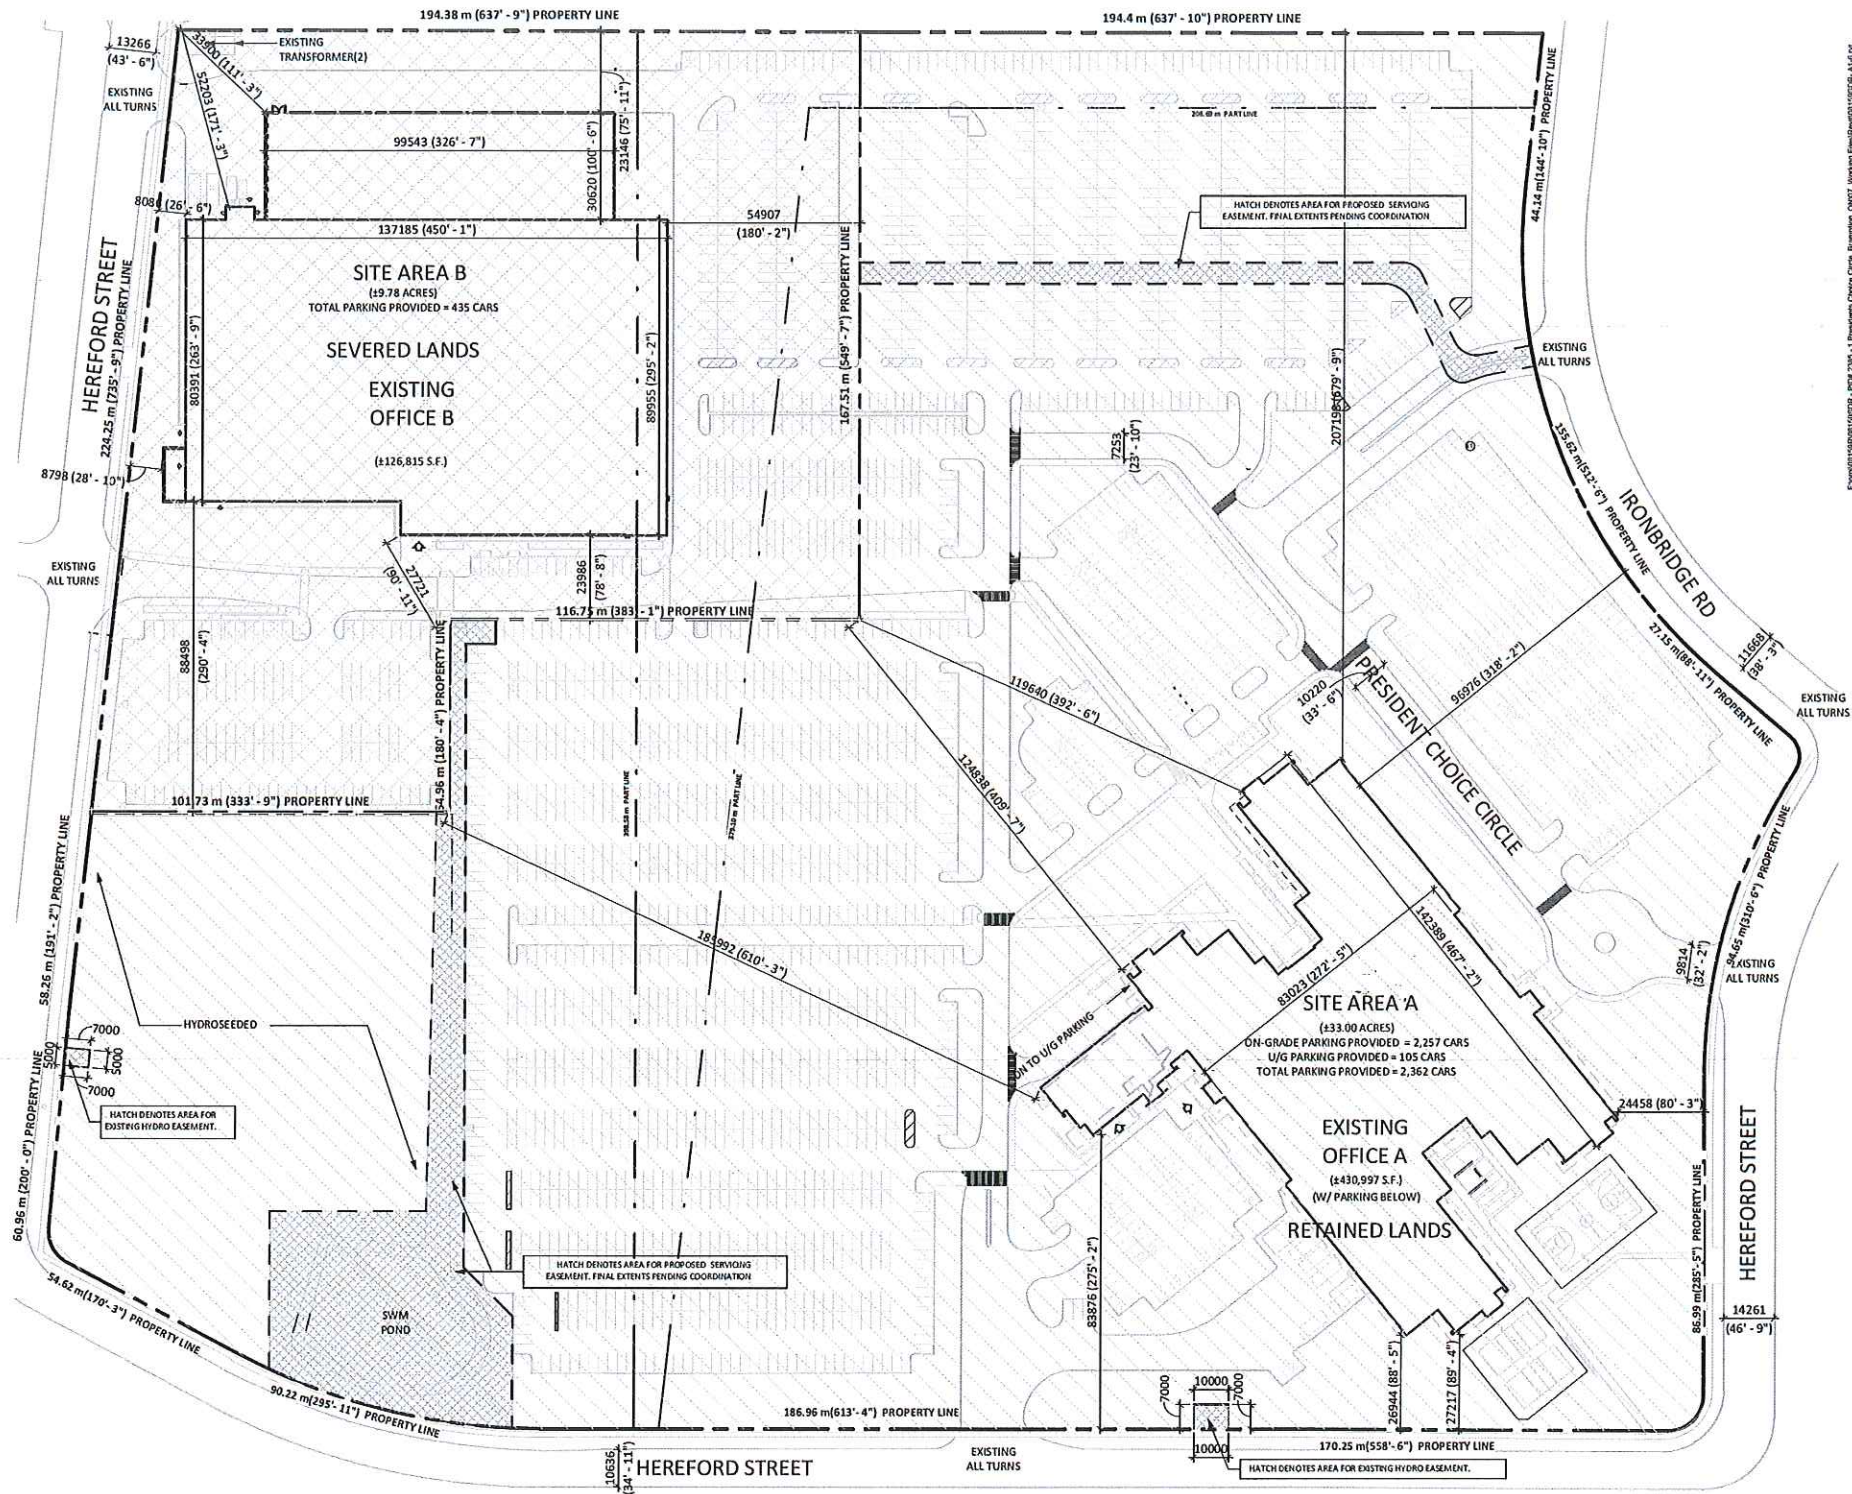 194.38 m (637' - 9") PROPERTY LINE
194.4 m (637' - 10") PROPERTY LINE
13266
(43' - 6")
EXISTING
TRANSFORMER(2)
33900 (111' - 3")
52203 (171' - 3")
EXISTING
ALL TURNS
99543 (326' - 7")
30620 (100' - 6")
23146 (75' - 11")
44.14 m(144'- 10") PROPERTY LINE
HATCH DENOTES AREA FOR PROPOSED SERVICING
EASEMENT. FINAL EXTENTS PENDING COORDINATION
(26' - 6")
137185 (450' - 1")
54907
(180' - 2")
HEREFORD STREET
224.25 m (735' - 9") PROPERTY LINE
SITE AREA B
(±9.78 ACRES)
TOTAL PARKING PROVIDED = 435 CARS
SEVERED LANDS
EXISTING
OFFICE B
(±126,815 S.F.)
80391 (263' - 9")
89955 (295' - 2")
167.51 m (549' - 7") PROPERTY LINE
207198 (679' - 9")
EXISTING
ALL TURNS
7253
(23' - 10")
155.62 m(512'-6") PROPERTY LINE
IRONBRIDGE RD
8798 (28' - 10")
EXISTING
ALL TURNS
27721
(90' - 11")
23986
(78' - 8")
116.75 m (383' - 1") PROPERTY LINE
88498
(290' - 4")
54.96 m (180' - 4") PROPERTY LINE
119640 (392' - 6")
10220
(33' - 6")
PRESIDENT CHOICE CIRCLE
96976 (318' - 2")
27.15 m(88'- 11") PROPERTY LINE
11668
(38' - 3")
EXISTING
ALL TURNS
124838 (409' - 7")
101.73 m (333' - 9") PROPERTY LINE
58.26 m (191' - 2") PROPERTY LINE
185992 (610' - 3")
94.65 m(310'- 6") PROPERTY LINE
142389 (467' - 2")
83023 (272' - 5")
9814
(32' - 2")
EXISTING
ALL TURNS
SITE AREA A
(±33.00 ACRES)
ON-GRADE PARKING PROVIDED = 2,257 CARS
U/G PARKING PROVIDED = 105 CARS
TOTAL PARKING PROVIDED = 2,362 CARS
TO U/G PARKING
HYDROSEEDED
7000
5000
5000
7000
HATCH DENOTES AREA FOR
EXISTING HYDRO EASEMENT.
24458 (80' - 3")
EXISTING
OFFICE A
(±430,997 S.F.)
(W/ PARKING BELOW)
RETAINED LANDS
HEREFORD STREET
60.96 m (200' - 0") PROPERTY LINE
HATCH DENOTES AREA FOR PROPOSED SERVICING
EASEMENT. FINAL EXTENTS PENDING COORDINATION
83876 (275' - 2")
86.99 m(285'- 5") PROPERTY LINE
14261
(46' - 9")
54.62 m(170'- 3") PROPERTY LINE
SWM
POND
26944 (88' - 5")
27217 (89' - 4")
7000
10000
7000
90.22 m(295'- 11") PROPERTY LINE
186.96 m(613'- 4") PROPERTY LINE
10000
170.25 m(558'- 6") PROPERTY LINE
10636
(34' - 11")
HEREFORD STREET
EXISTING
ALL TURNS
HATCH DENOTES AREA FOR EXISTING HYDRO EASEMENT.